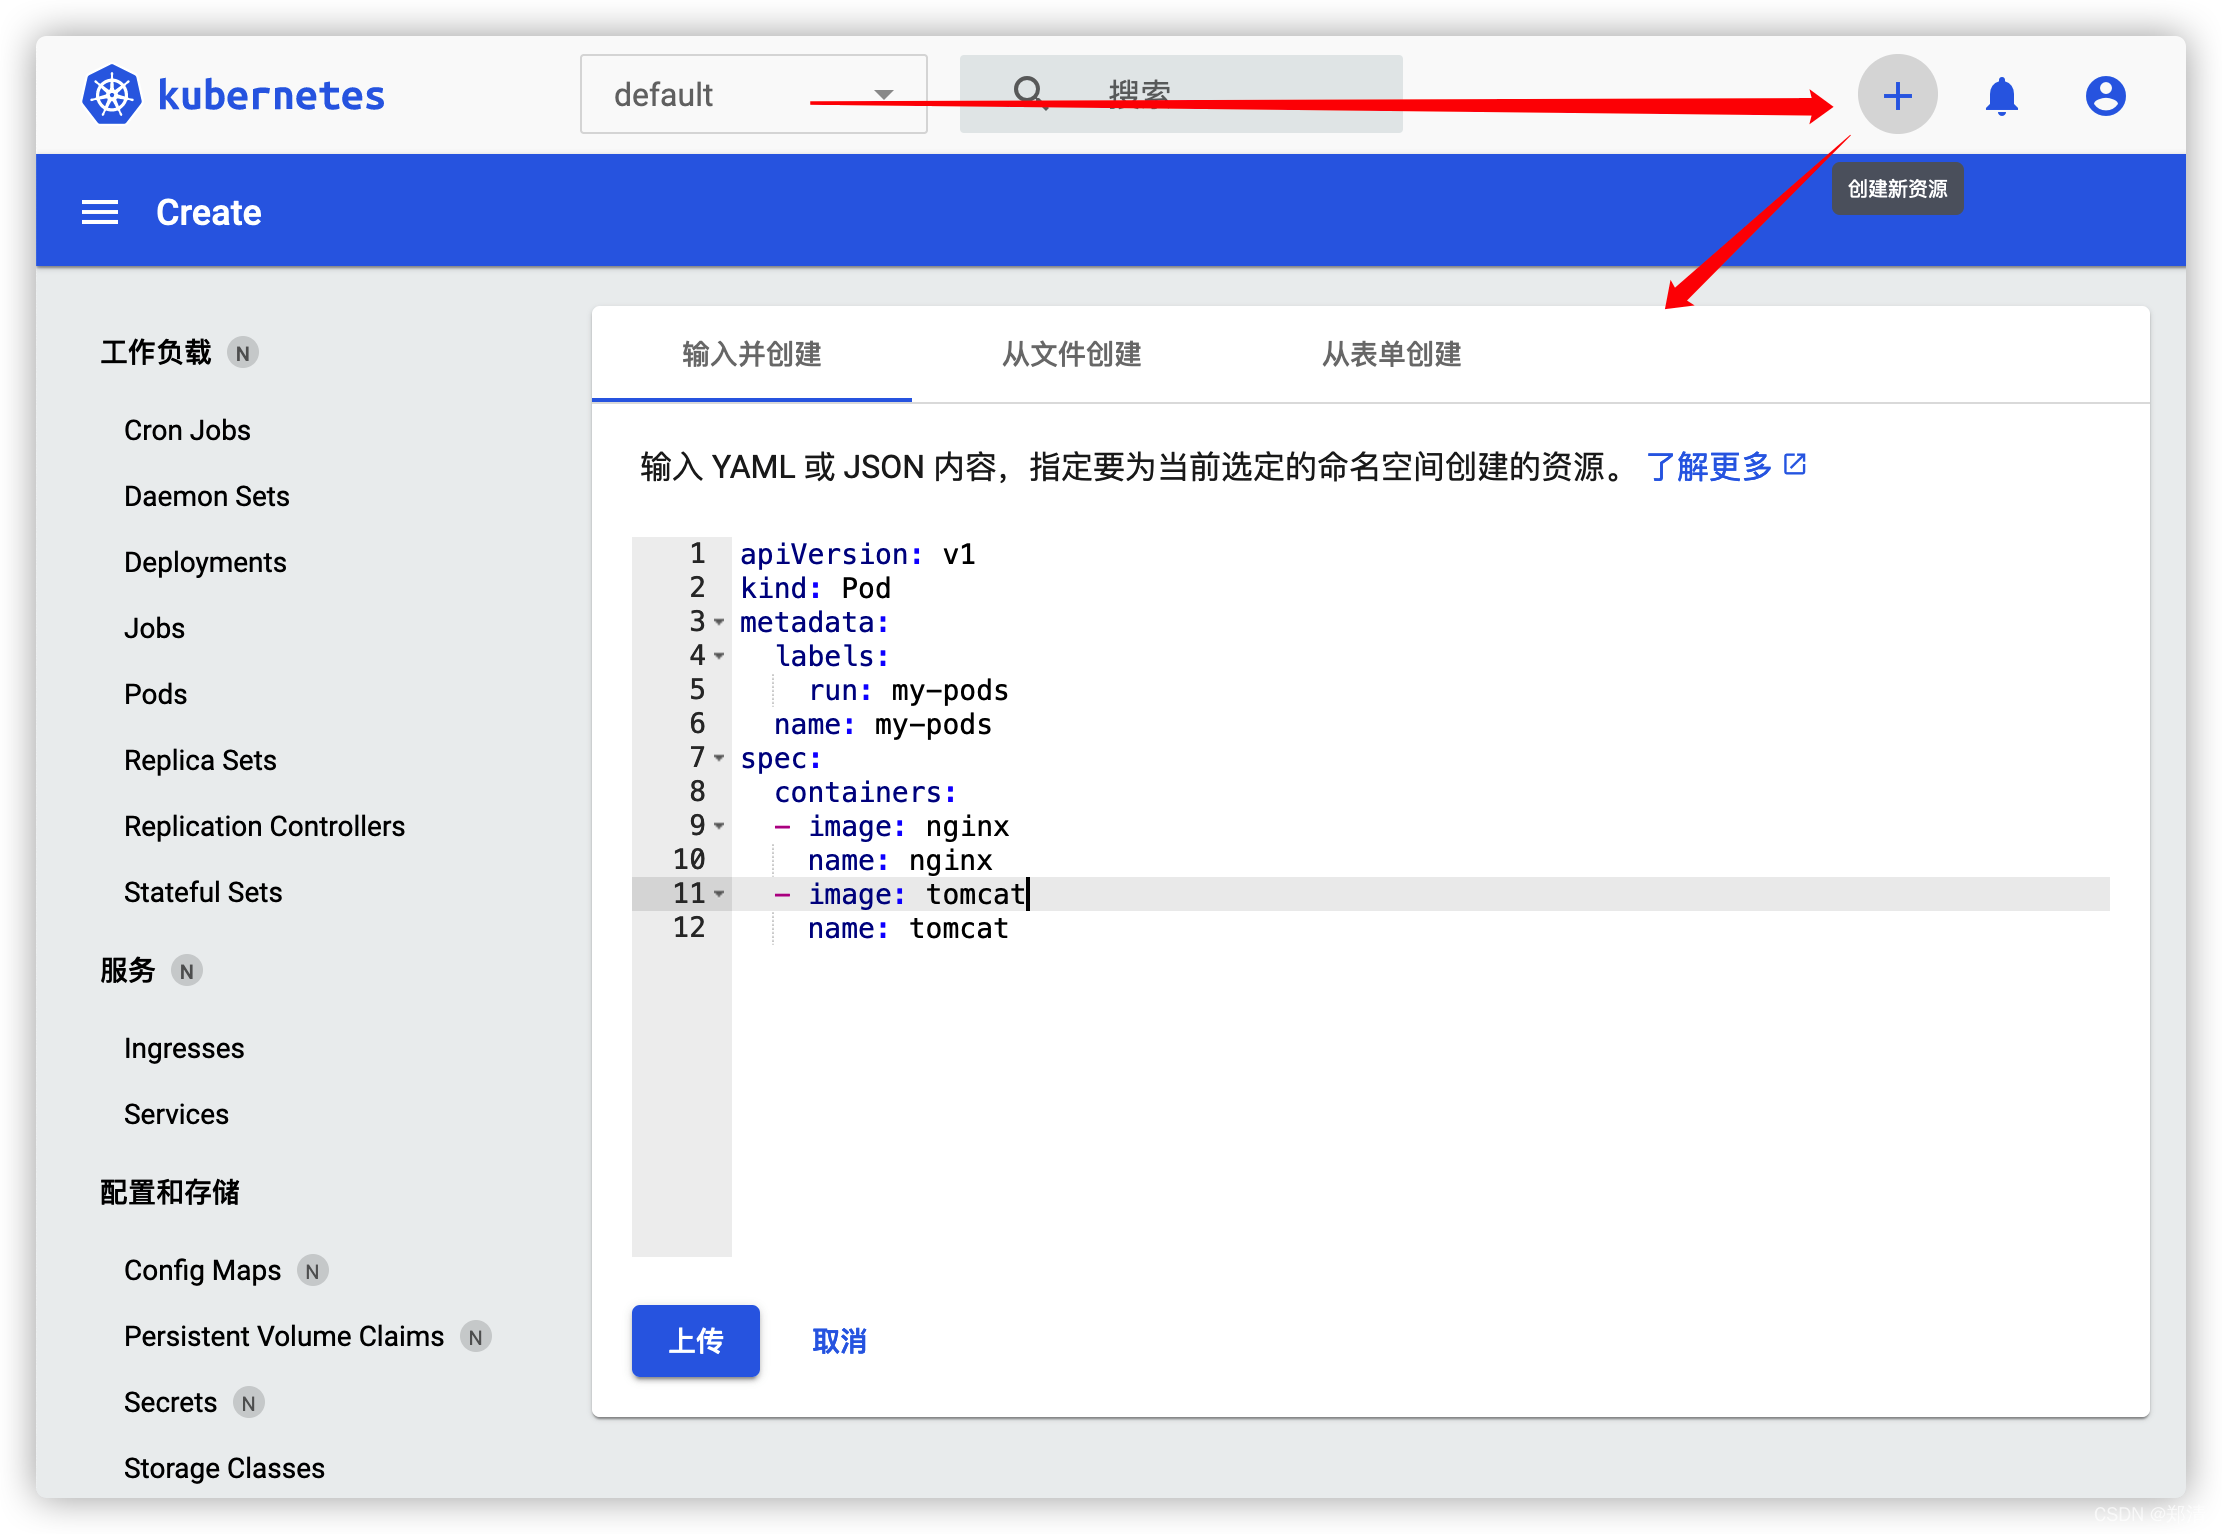 kubernetes
default
搜索
创建新资源
Create
工作负载 N
Cron Jobs
Daemon Sets
Deployments
Jobs
Pods
Replica Sets
Replication Controllers
Stateful Sets
服务 N
Ingresses
Services
配置和存储
Config Maps N
Persistent Volume Claims N
Secrets N
Storage Classes
输入并创建
从文件创建
从表单创建
输入 YAML 或 JSON 内容，指定要为当前选定的命名空间创建的资源。 了解更多
1 apiVersion: v1
2 kind: Pod
3 metadata:
4   labels:
5     run: my-pods
6   name: my-pods
7 spec:
8   containers:
9   - image: nginx
10     name: nginx
11   - image: tomcat
12     name: tomcat
上传
取消
CSDN